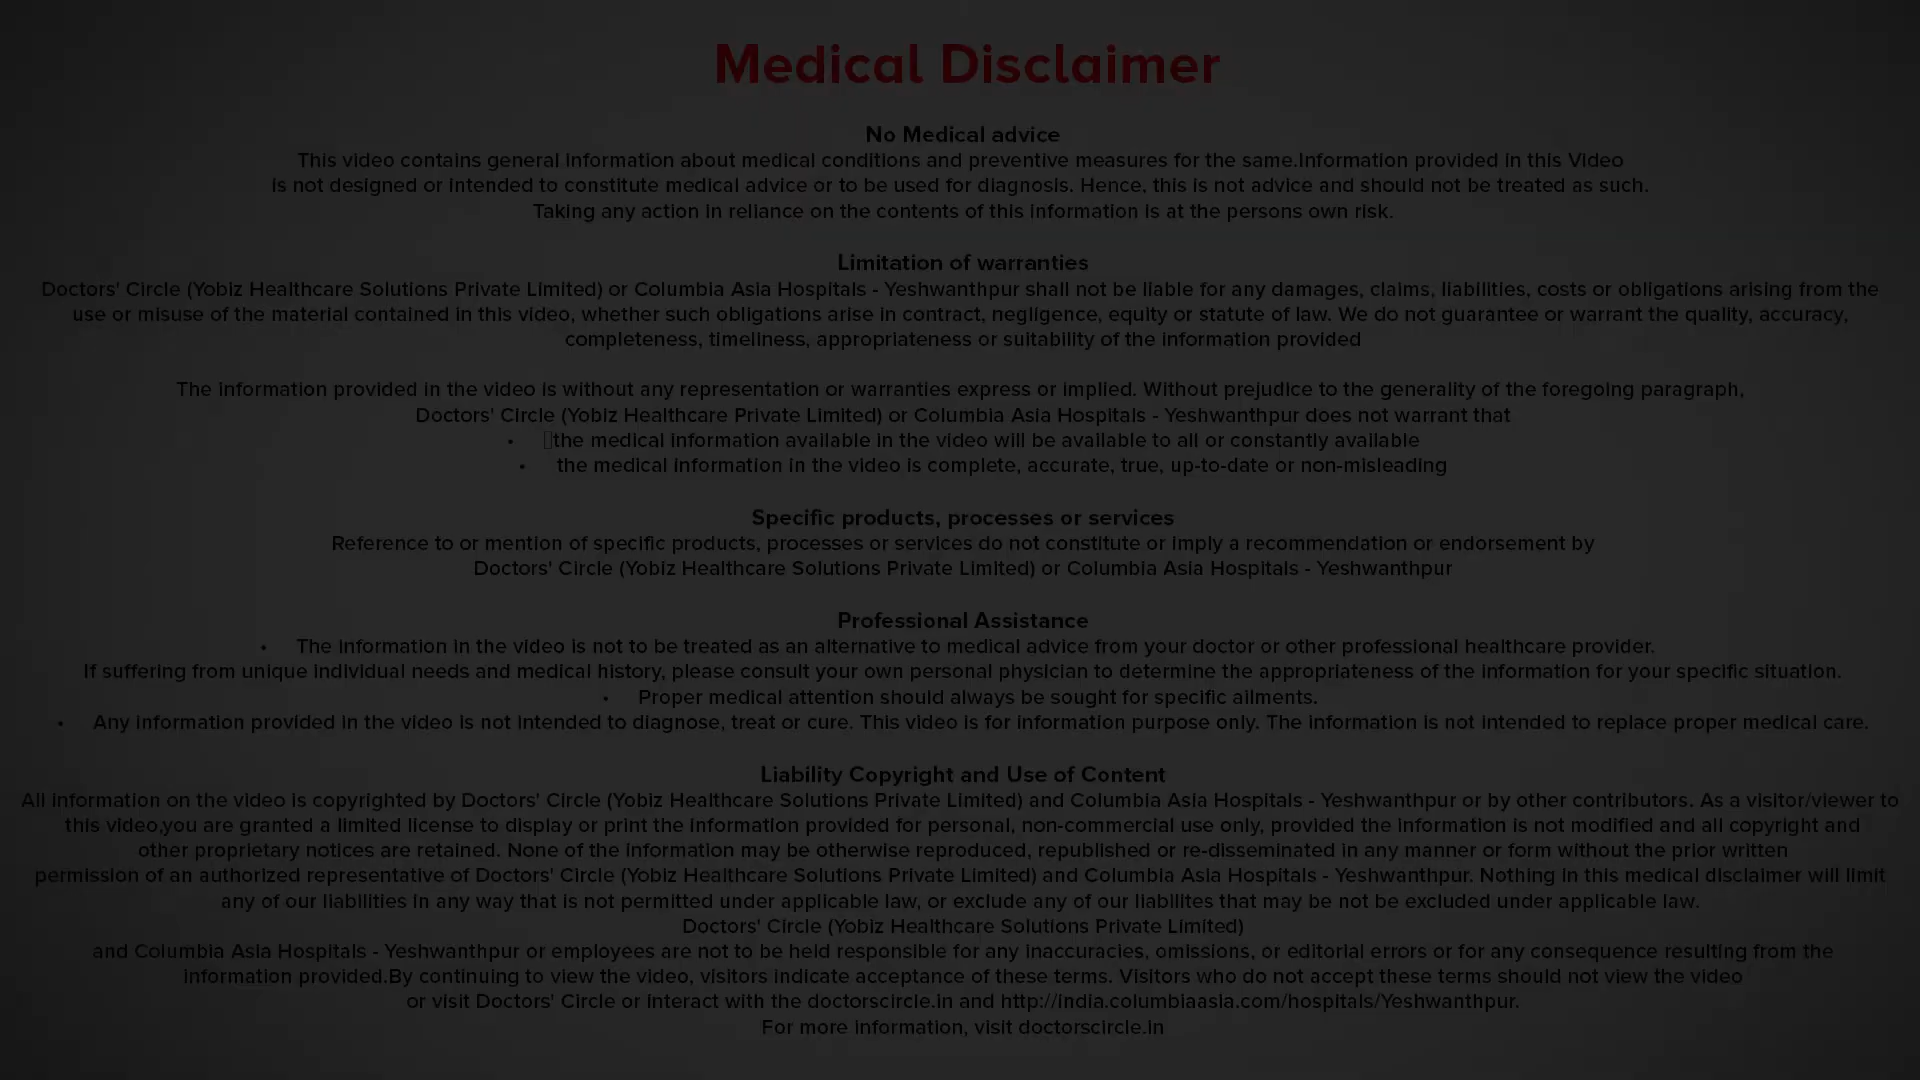 Medical Disclaimer
No Medical advice
This video contains general information about medical conditions and preventive measures for the same.Information provided in this Video
is not designed or intended to constitute medical advice or to be used for diagnosis. Hence, this is not advice and should not be treated as such.
Taking any action in reliance on the contents of this information is at the persons own risk.
Limitation of warranties
Doctors' Circle (Yobiz Healthcare Solutions Private Limited) or Columbia Asia Hospitals - Yeshwanthpur shall not be liable for any damages, claims, liabilities, costs or obligations arising from the
use or misuse of the material contained in this video, whether such obligations arise in contract, negligence, equity or statute of law. We do not guarantee or warrant the quality, accuracy,
completeness, timeliness, appropriateness or suitability of the information provided
The information provided in the video is without any representation or warranties express or implied. Without prejudice to the generality of the foregoing paragraph,
Doctors' Circle (Yobiz Healthcare Private Limited) or Columbia Asia Hospitals - Yeshwanthpur does not warrant that
• the medical information available in the video will be available to all or constantly available
• the medical information in the video is complete, accurate, true, up-to-date or non-misleading
Specific products, processes or services
Reference to or mention of specific products, processes or services do not constitute or imply a recommendation or endorsement by
Doctors' Circle (Yobiz Healthcare Solutions Private Limited) or Columbia Asia Hospitals - Yeshwanthpur
Professional Assistance
• The information in the video is not to be treated as an alternative to medical advice from your doctor or other professional healthcare provider.
If suffering from unique individual needs and medical history, please consult your own personal physician to determine the appropriateness of the information for your specific situation.
• Proper medical attention should always be sought for specific ailments.
• Any information provided in the video is not intended to diagnose, treat or cure. This video is for information purpose only. The information is not intended to replace proper medical care.
Liability Copyright and Use of Content
All information on the video is copyrighted by Doctors' Circle (Yobiz Healthcare Solutions Private Limited) and Columbia Asia Hospitals - Yeshwanthpur or by other contributors. As a visitor/viewer to
this video,you are granted a limited license to display or print the information provided for personal, non-commercial use only, provided the information is not modified and all copyright and
other proprietary notices are retained. None of the information may be otherwise reproduced, republished or re-disseminated in any manner or form without the prior written
permission of an authorized representative of Doctors' Circle (Yobiz Healthcare Solutions Private Limited) and Columbia Asia Hospitals - Yeshwanthpur. Nothing in this medical disclaimer will limit
any of our liabilities in any way that is not permitted under applicable law, or exclude any of our liabilites that may be not be excluded under applicable law.
Doctors' Circle (Yobiz Healthcare Solutions Private Limited)
and Columbia Asia Hospitals - Yeshwanthpur or employees are not to be held responsible for any inaccuracies, omissions, or editorial errors or for any consequence resulting from the
information provided.By continuing to view the video, visitors indicate acceptance of these terms. Visitors who do not accept these terms should not view the video
or visit Doctors' Circle or interact with the doctorscircle.in and http://india.columbiaasia.com/hospitals/Yeshwanthpur.
For more information, visit doctorscircle.in